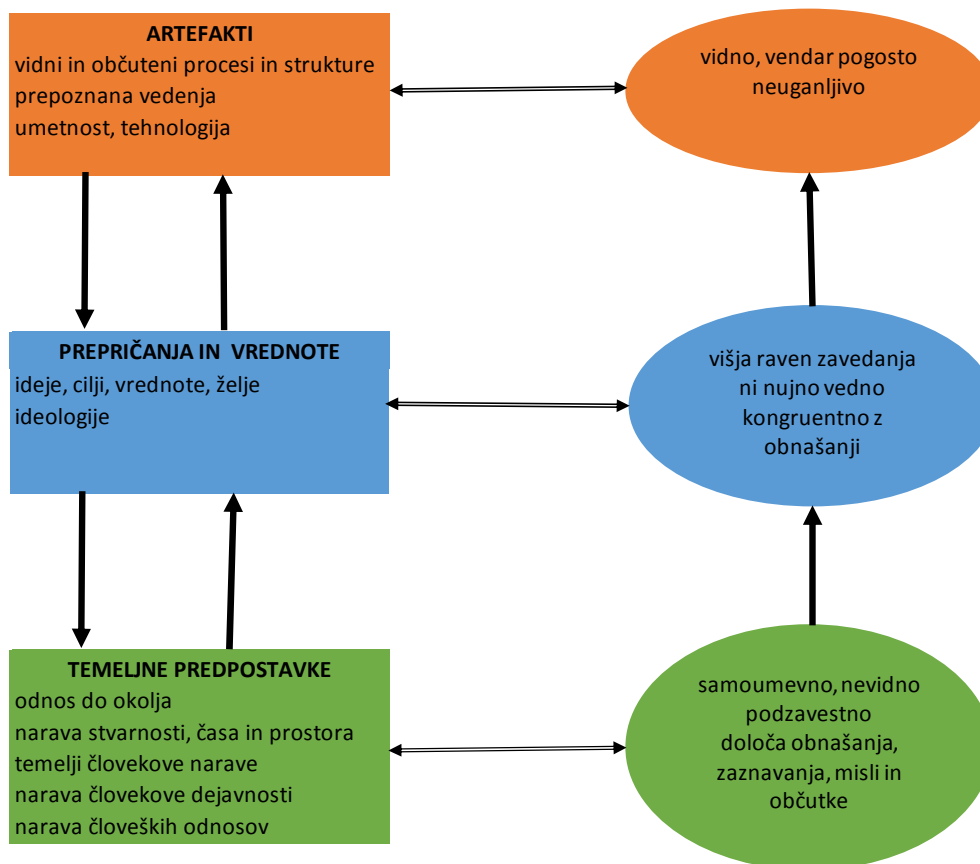 ARTEFAKTI
vidni in občuteni procesi in strukture
prepoznana vedenja
umetnost, tehnologija
vidno, vendar pogosto
neuganljivo
PREPRIČANJA IN VREDNOTE
ideje, cilji, vrednote, želje
ideologije
višja raven zavedanja
ni nujno vedno
kongruentno z
obnašanji
TEMELJNE PREDPOSTAVKE
odnos do okolja
narava stvarnosti, časa in prostora
temelji človekove narave
narava človekove dejavnosti
narava človeških odnosov
samoumevno, nevidno
podzavestno
določa obnašanja,
zaznavanja, misli in
občutke